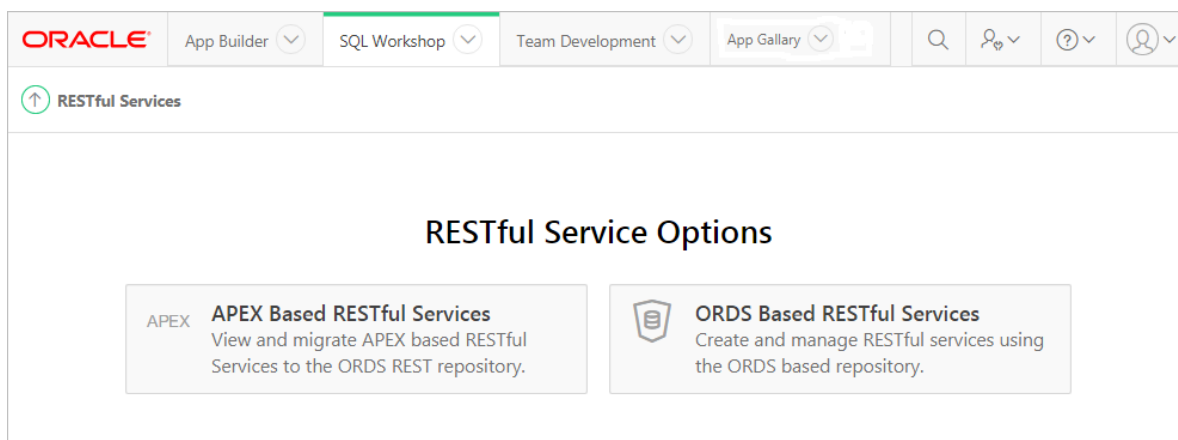 ORACLE App Builder SQL Workshop Team Development App Gallary
RESTful Services
RESTful Service Options
APEX APEX Based RESTful Services
View and migrate APEX based RESTful
Services to the ORDS REST repository.
ORDS Based RESTful Services
Create and manage RESTful services using
the ORDS based repository.